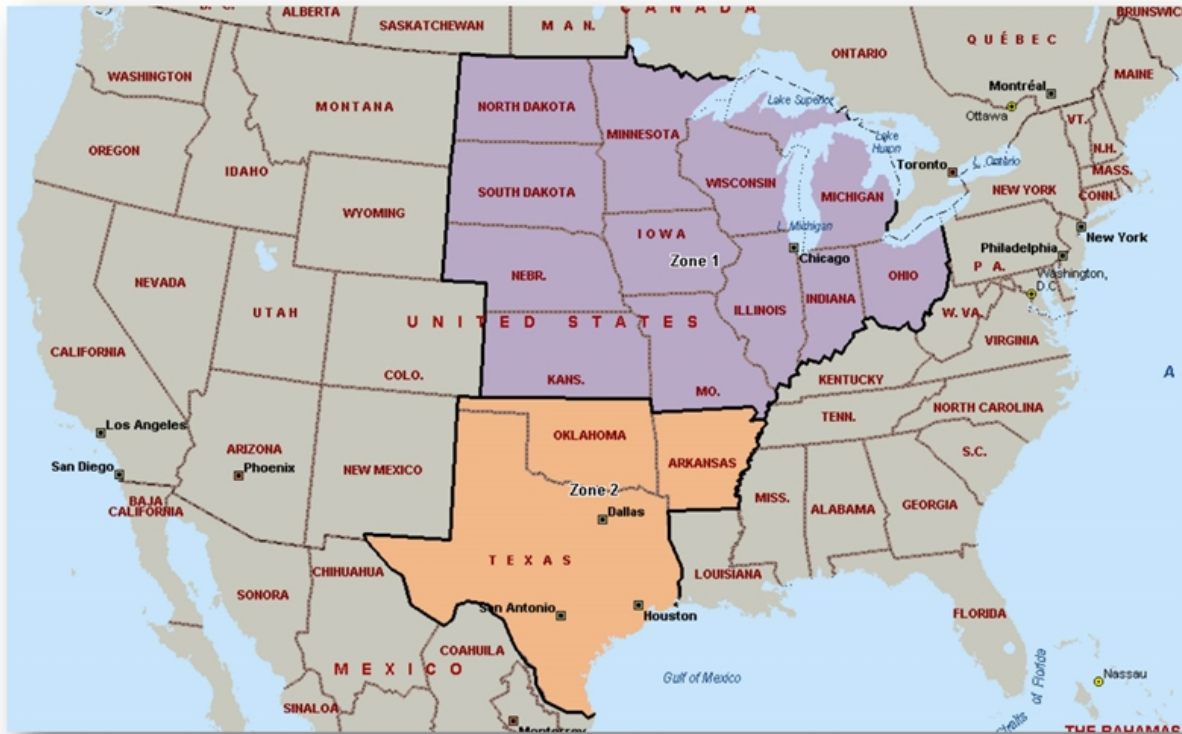 CANADA
ALBERTA
SASKATCHEWAN
MAN.
ONTARIO
QUÉBEC
BRUNSWIC
WASHINGTON
MONTANA
NORTH DAKOTA
MINNESOTA
Lake Superior
Lake Huron
Montréal
Ottawa
MAINE
VT.
N.H.
MASS.
CONN.
OREGON
IDAHO
WYOMING
SOUTH DAKOTA
WISCONSIN
MICHIGAN
Toronto
L. Ontario
NEW YORK
New York
L. Michigan
IOWA
Zone 1
Chicago
Philadelphia
PA.
Washington,
D.C.
NEVADA
UTAH
NEBR.
ILLINOIS
INDIANA
OHIO
W. VA.
VIRGINIA
UNITED STATES
CALIFORNIA
COLO.
KANS.
MO.
KENTUCKY
A
TENN.
NORTH CAROLINA
Los Angeles
San Diego
ARIZONA
Phoenix
NEW MEXICO
OKLAHOMA
ARKANSAS
S.C.
BAJA
CALIFORNIA
Zone 2
Dallas
MISS.
ALABAMA
GEORGIA
TEXAS
CHIHUAHUA
SONORA
LOUISIANA
San Antonio
Houston
FLORIDA
COAHUILA
MEXICO
Gulf of Mexico
SINALOA
Monterrey
Straits of Florida
Nassau
THE BAHAMAS